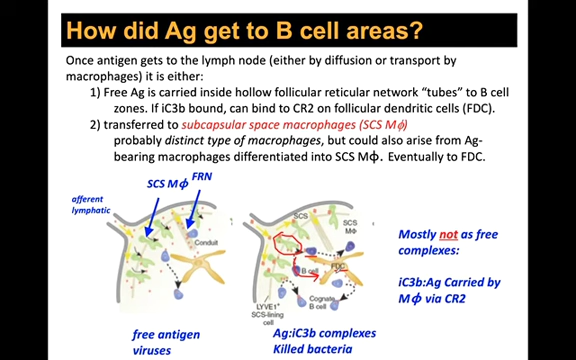 How did Ag get to B cell areas?
Once antigen gets to the lymph node (either by diffusion or transport by
macrophages) it is either:
1) Free Ag is carried inside hollow follicular reticular network “tubes” to B cell
zones. If iC3b bound, can bind to CR2 on follicular dendritic cells (FDC).
2) transferred to subcapsular space macrophages (SCS Mϕ)
probably distinct type of macrophages, but could also arise from Ag-
bearing macrophages differentiated into SCS Mϕ. Eventually to FDC.
SCS Mϕ
FRN
afferent
lymphatic
Conduit
SCS
SCS
Mϕ
B cell
FDC
LYVE1+
SCS-lining
cell
Cognate
B cell
free antigen
viruses
Ag:iC3b complexes
Killed bacteria
Mostly not as free
complexes:
iC3b:Ag Carried by
Mϕ via CR2